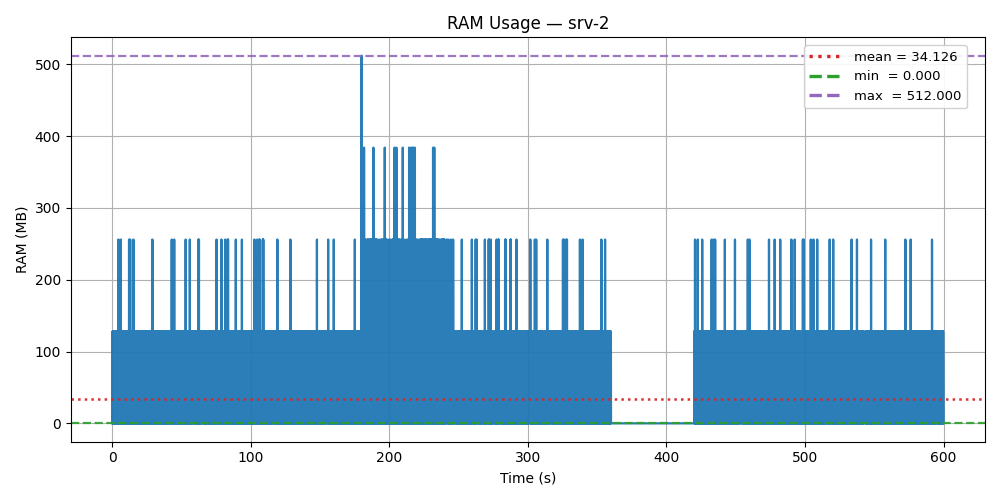 RAM Usage — srv-2
mean = 34.126
min = 0.000
max = 512.000
RAM (MB)
500
400
300
200
100
0
0 100 200 300 400 500 600
Time (s)